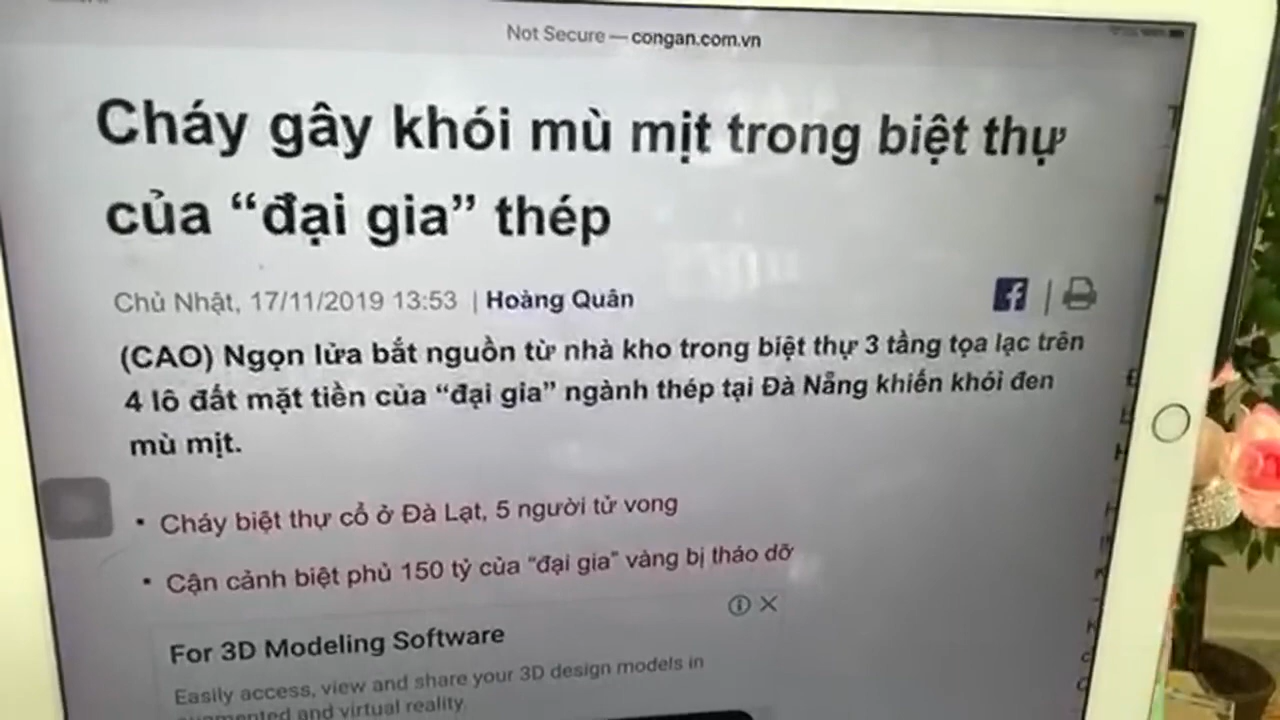 Not Secure — congan.com.vn
Cháy gây khói mù mịt trong biệt thự
của “đại gia” thép
Chủ Nhật, 17/11/2019 13:53 | Hoàng Quân
(CAO) Ngọn lửa bắt nguồn từ nhà kho trong biệt thự 3 tầng tọa lạc trên
4 lô đất mặt tiền của “đại gia” ngành thép tại Đà Nẵng khiến khói đen
mù mịt.
• Cháy biệt thự cổ ở Đà Lạt, 5 người tử vong
• Cận cảnh biệt phủ 150 tỷ của “đại gia” vàng bị tháo dỡ
For 3D Modeling Software
Easily access, view and share your 3D design models in
augmented and virtual reality.